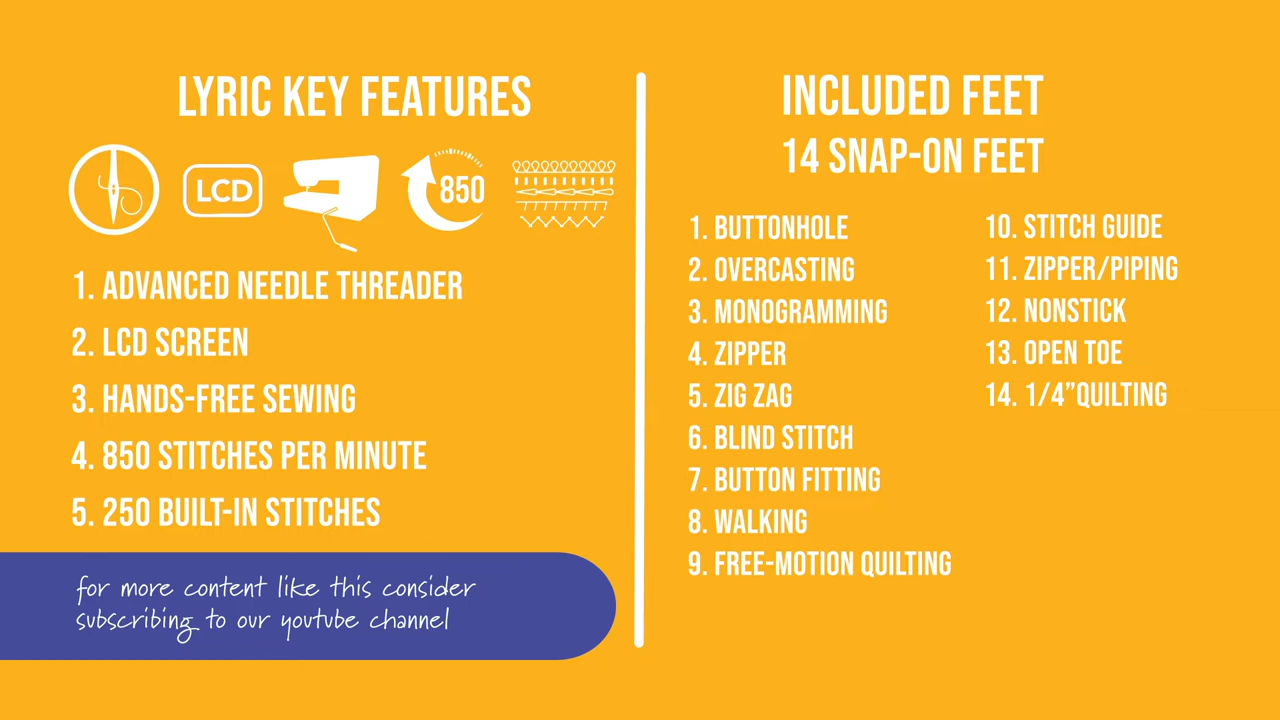 LYRIC KEY FEATURES
LCD
850
1. ADVANCED NEEDLE THREADER
2. LCD SCREEN
3. HANDS-FREE SEWING
4. 850 STITCHES PER MINUTE
5. 250 BUILT-IN STITCHES
for more content like this consider
subscribing to our youtube channel
INCLUDED FEET
14 SNAP-ON FEET
1. BUTTONHOLE
2. OVERCASTING
3. MONOGRAMMING
4. ZIPPER
5. ZIG ZAG
6. BLIND STITCH
7. BUTTON FITTING
8. WALKING
9. FREE-MOTION QUILTING
10. STITCH GUIDE
11. ZIPPER/PIPING
12. NONSTICK
13. OPEN TOE
14. 1/4”QUILTING